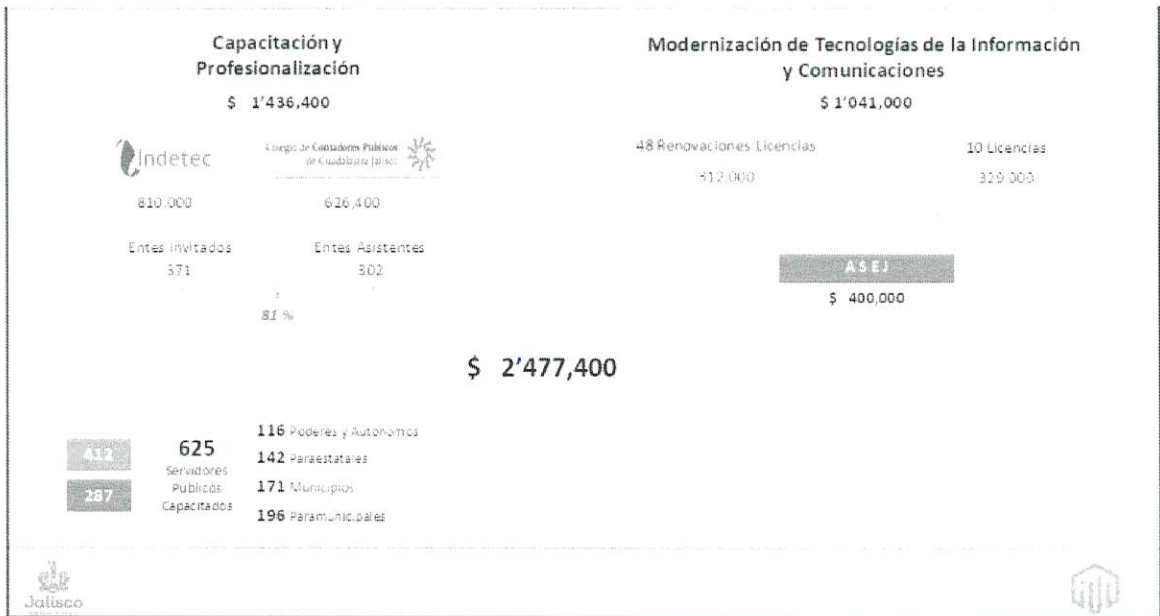 Capacitación y
Profesionalización
$ 1'436,400
Indetec
Colegio de Contadores Públicos
de Guadalajara Jalisco
810,000
626,400
Entes Invitados
371
Entes Asistentes
302
81 %
Modernización de Tecnologías de la Información
y Comunicaciones
$ 1'041,000
48 Renovaciones Licencias
312,000
10 Licencias
329,000
ASEJ
$ 400,000
$ 2'477,400
412
287
625
Servidores
Publicos
Capacitados
116 Poderes y Autonomos
142 Paraestatales
171 Municipios
196 Paramunicipales
Jalisco